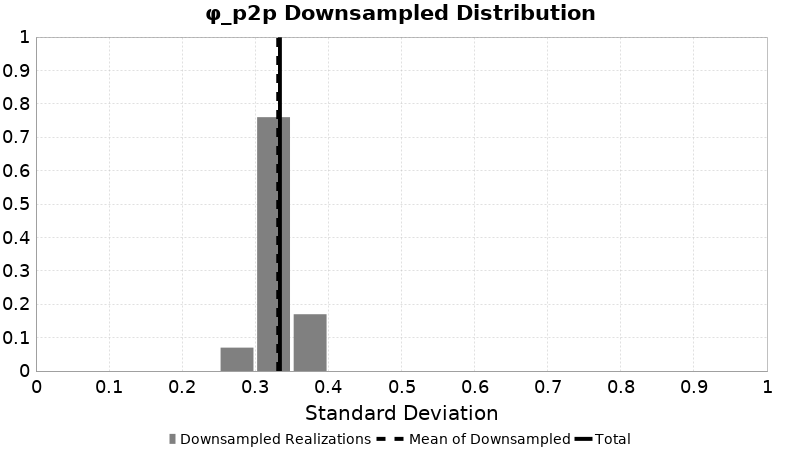 φ_p2p Downsampled Distribution
1
0.9
0.8
0.7
0.6
0.5
0.4
0.3
0.2
0.1
0
0 0.1 0.2 0.3 0.4 0.5 0.6 0.7 0.8 0.9 1
Standard Deviation
Downsampled Realizations Mean of Downsampled Total